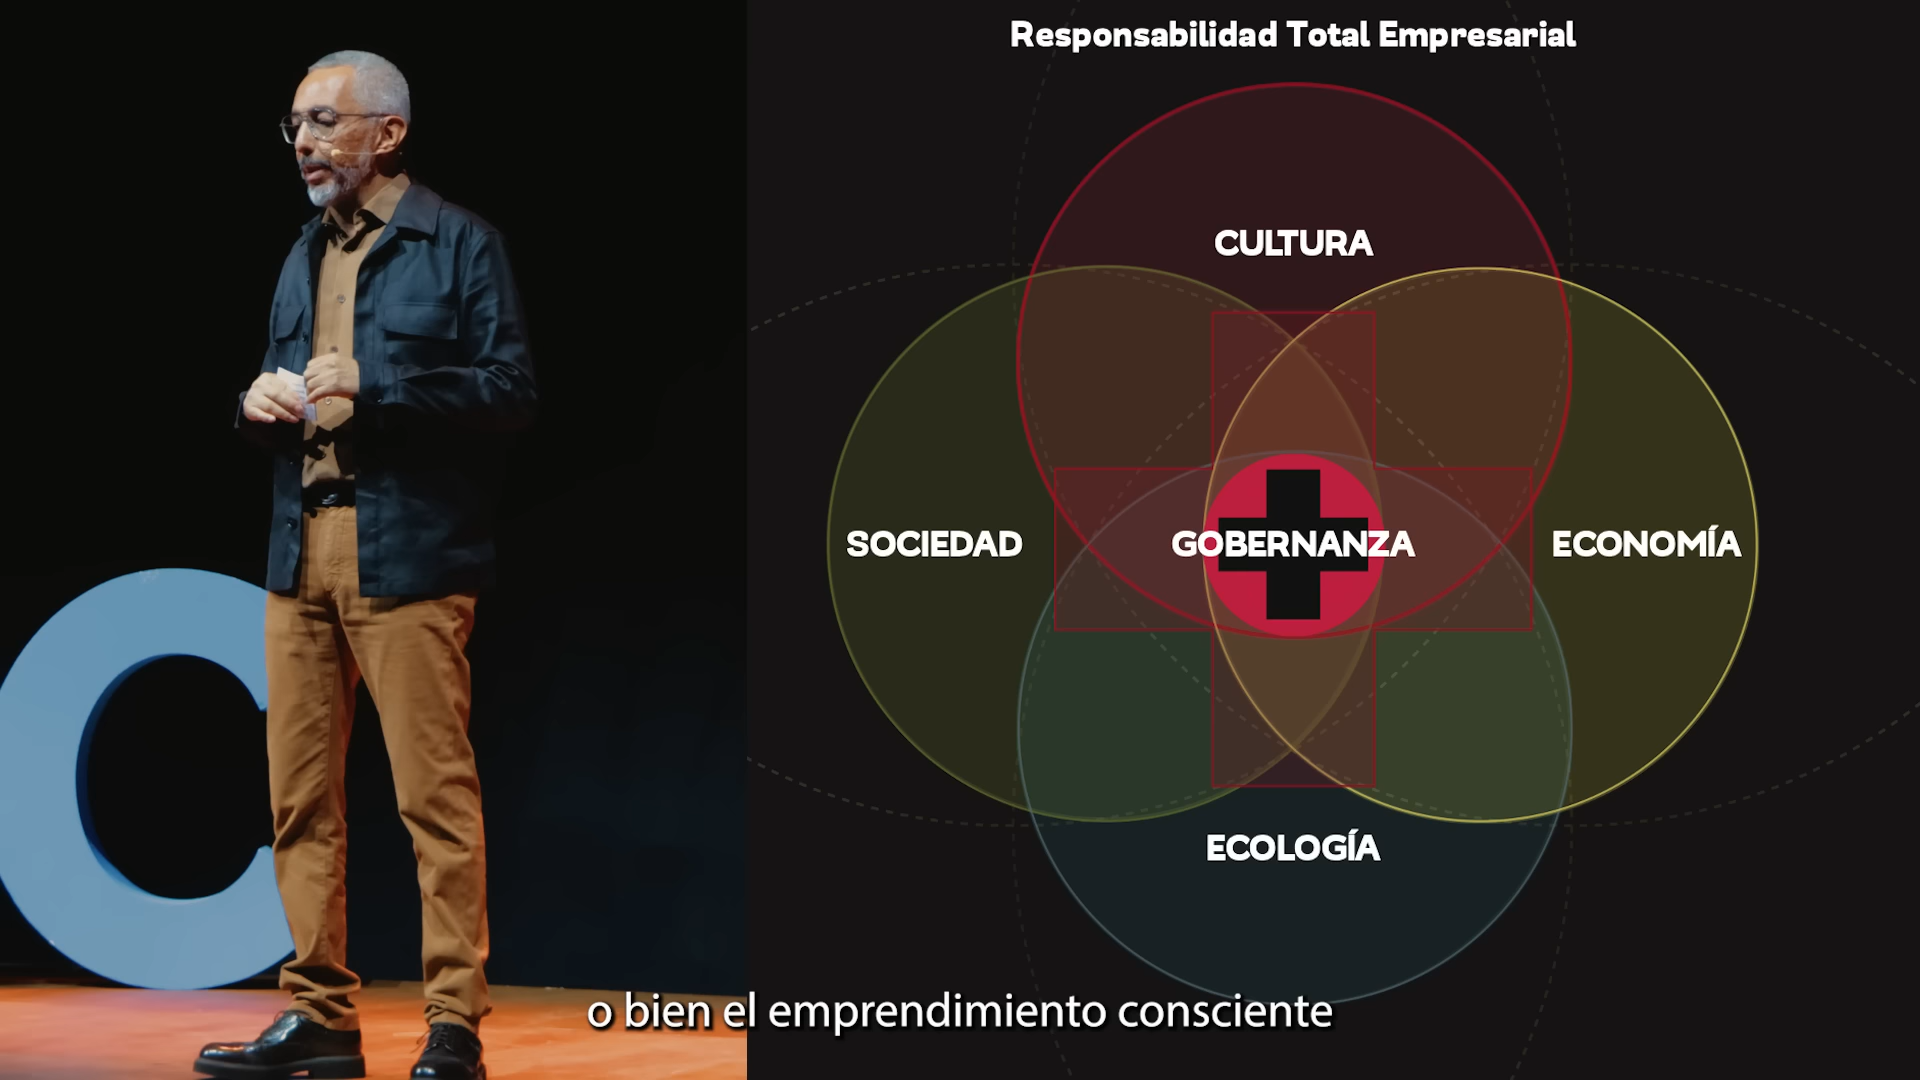 Responsabilidad Total Empresarial
CULTURA
SOCIEDAD
GOBERNANZA
ECONOMÍA
ECOLOGÍA
o bien el emprendimiento consciente
C